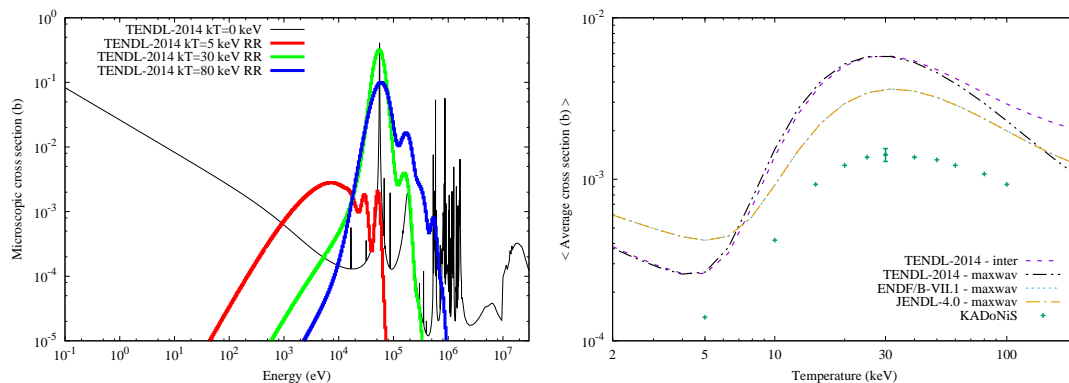 TENDL-2014 kT=0 keV
TENDL-2014 kT=5 keV RR
TENDL-2014 kT=30 keV RR
TENDL-2014 kT=80 keV RR
10^0
10^-1
10^-2
10^-3
10^-4
10^-5
Microscopic cross section (b)
10^-1
10^0
10^1
10^2
10^3
10^4
10^5
10^6
10^7
Energy (eV)
10^-2
10^-3
10^-4
< Average cross section (b) >
TENDL-2014 - inter
TENDL-2014 - maxwav
ENDF/B-VII.1 - maxwav
JENDL-4.0 - maxwav
KADoNiS
2
5
10
30
100
Temperature (keV)